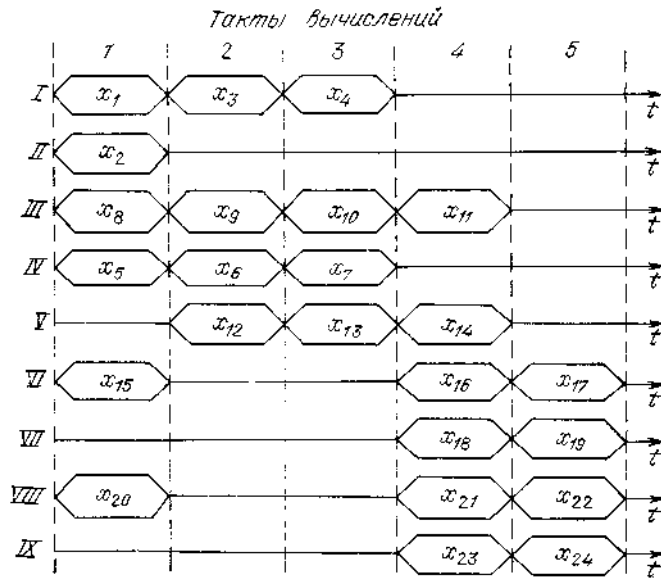 Такты вычислений
1 2 3 4 5
I x₁ x₃ x₄ t
II x₂ t
III x₈ x₉ x₁₀ x₁₁ t
IV x₅ x₆ x₇ t
V x₁₂ x₁₃ x₁₄ t
VI x₁₅ x₁₆ x₁₇ t
VII x₁₈ x₁₉ t
VIII x₂₀ x₂₁ x₂₂ t
IX x₂₃ x₂₄ t